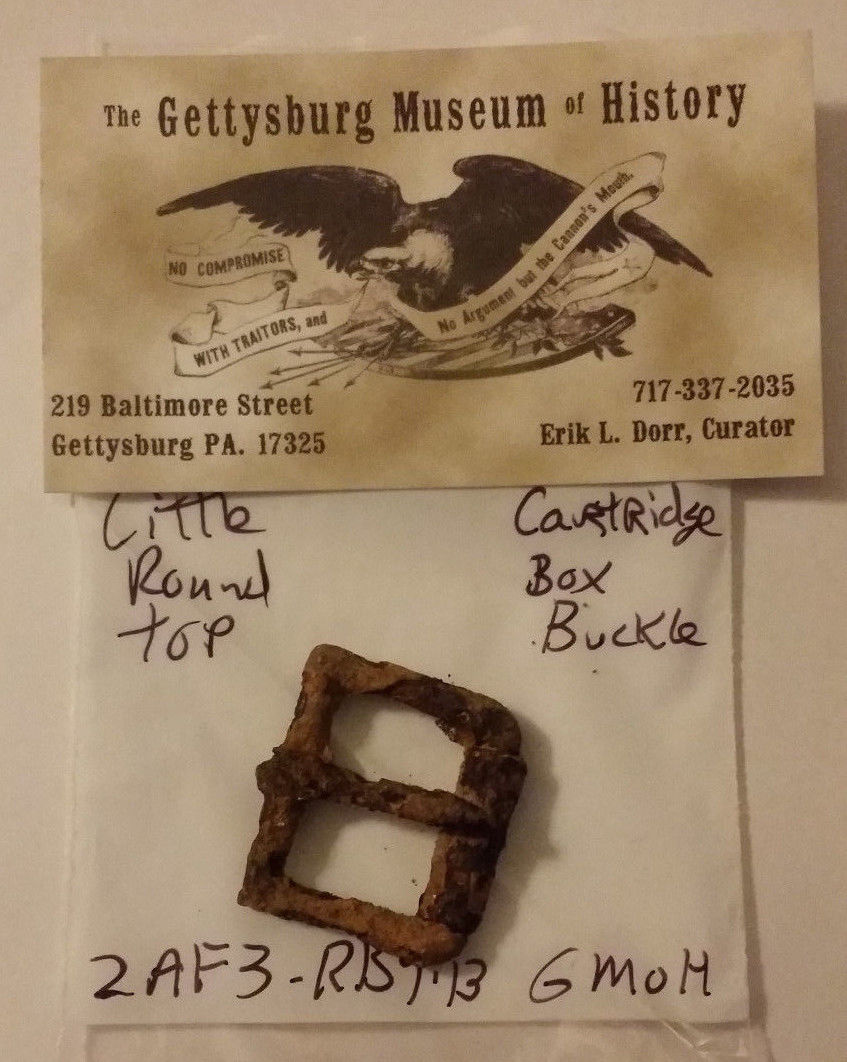 The Gettysburg Museum of History
NO COMPROMISE
WITH TRAITORS, and
No Argument but the Cannon's Mouth.
219 Baltimore Street
Gettysburg PA. 17325
717-337-2035
Erik L. Dorr, Curator
Little
Round
top
Cartridge
Box
Buckle
2AF3- GMoH